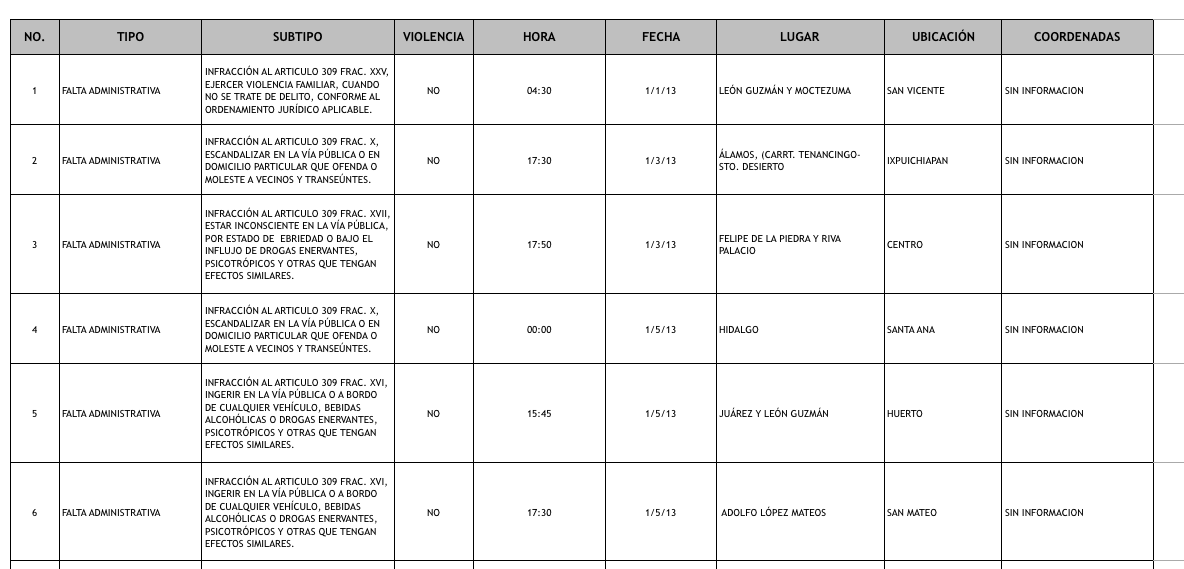 NO. TIPO SUBTIPO VIOLENCIA HORA FECHA LUGAR UBICACIÓN COORDENADAS
1 FALTA ADMINISTRATIVA
INFRACCIÓN AL ARTICULO 309 FRAC. XXV,
EJERCER VIOLENCIA FAMILIAR, CUANDO
NO SE TRATE DE DELITO, CONFORME AL
ORDENAMIENTO JURÍDICO APLICABLE.
NO 04:30 1/1/13 LEÓN GUZMÁN Y MOCTEZUMA SAN VICENTE SIN INFORMACION
2 FALTA ADMINISTRATIVA
INFRACCIÓN AL ARTICULO 309 FRAC. X,
ESCANDALIZAR EN LA VÍA PÚBLICA O EN
DOMICILIO PARTICULAR QUE OFENDA O
MOLESTE A VECINOS Y TRANSEÚNTES.
NO 17:30 1/3/13
ÁLAMOS, (CARRT. TENANCINGO-
STO. DESIERTO
IXPUICHIAPAN SIN INFORMACION
3 FALTA ADMINISTRATIVA
INFRACCIÓN AL ARTICULO 309 FRAC. XVII,
ESTAR INCONSCIENTE EN LA VÍA PÚBLICA,
POR ESTADO DE  EBRIEDAD O BAJO EL
INFLUJO DE DROGAS ENERVANTES,
PSICOTRÓPICOS Y OTRAS QUE TENGAN
EFECTOS SIMILARES.
NO 17:50 1/3/13
FELIPE DE LA PIEDRA Y RIVA
PALACIO
CENTRO SIN INFORMACION
4 FALTA ADMINISTRATIVA
INFRACCIÓN AL ARTICULO 309 FRAC. X,
ESCANDALIZAR EN LA VÍA PÚBLICA O EN
DOMICILIO PARTICULAR QUE OFENDA O
MOLESTE A VECINOS Y TRANSEÚNTES.
NO 00:00 1/5/13 HIDALGO SANTA ANA SIN INFORMACION
5 FALTA ADMINISTRATIVA
INFRACCIÓN AL ARTICULO 309 FRAC. XVI,
INGERIR EN LA VÍA PÚBLICA O A BORDO
DE CUALQUIER VEHÍCULO, BEBIDAS
ALCOHÓLICAS O DROGAS ENERVANTES,
PSICOTRÓPICOS Y OTRAS QUE TENGAN
EFECTOS SIMILARES.
NO 15:45 1/5/13 JUÁREZ Y LEÓN GUZMÁN HUERTO SIN INFORMACION
6 FALTA ADMINISTRATIVA
INFRACCIÓN AL ARTICULO 309 FRAC. XVI,
INGERIR EN LA VÍA PÚBLICA O A BORDO
DE CUALQUIER VEHÍCULO, BEBIDAS
ALCOHÓLICAS O DROGAS ENERVANTES,
PSICOTRÓPICOS Y OTRAS QUE TENGAN
EFECTOS SIMILARES.
NO 17:30 1/5/13 ADOLFO LÓPEZ MATEOS SAN MATEO SIN INFORMACION